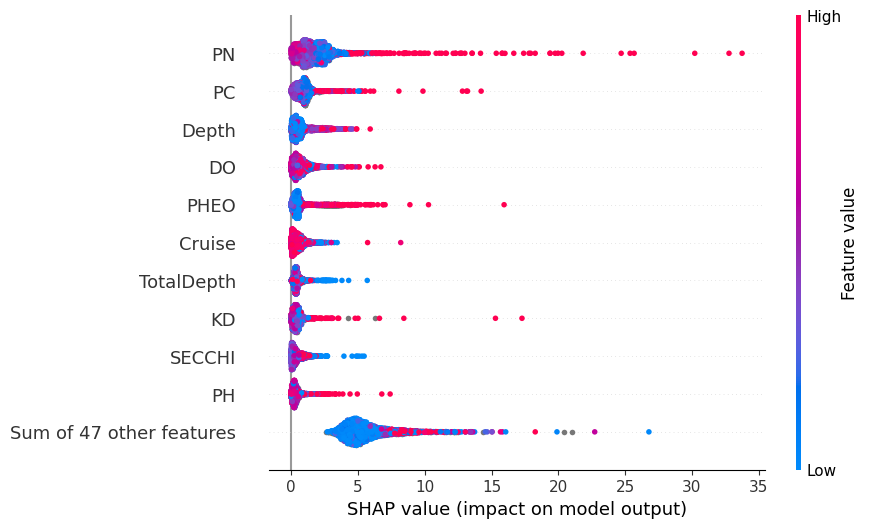 High
PN
PC
Depth
DO
PHEO
Cruise
TotalDepth
KD
SECCHI
PH
Sum of 47 other features
Feature value
Low
0 5 10 15 20 25 30 35
SHAP value (impact on model output)